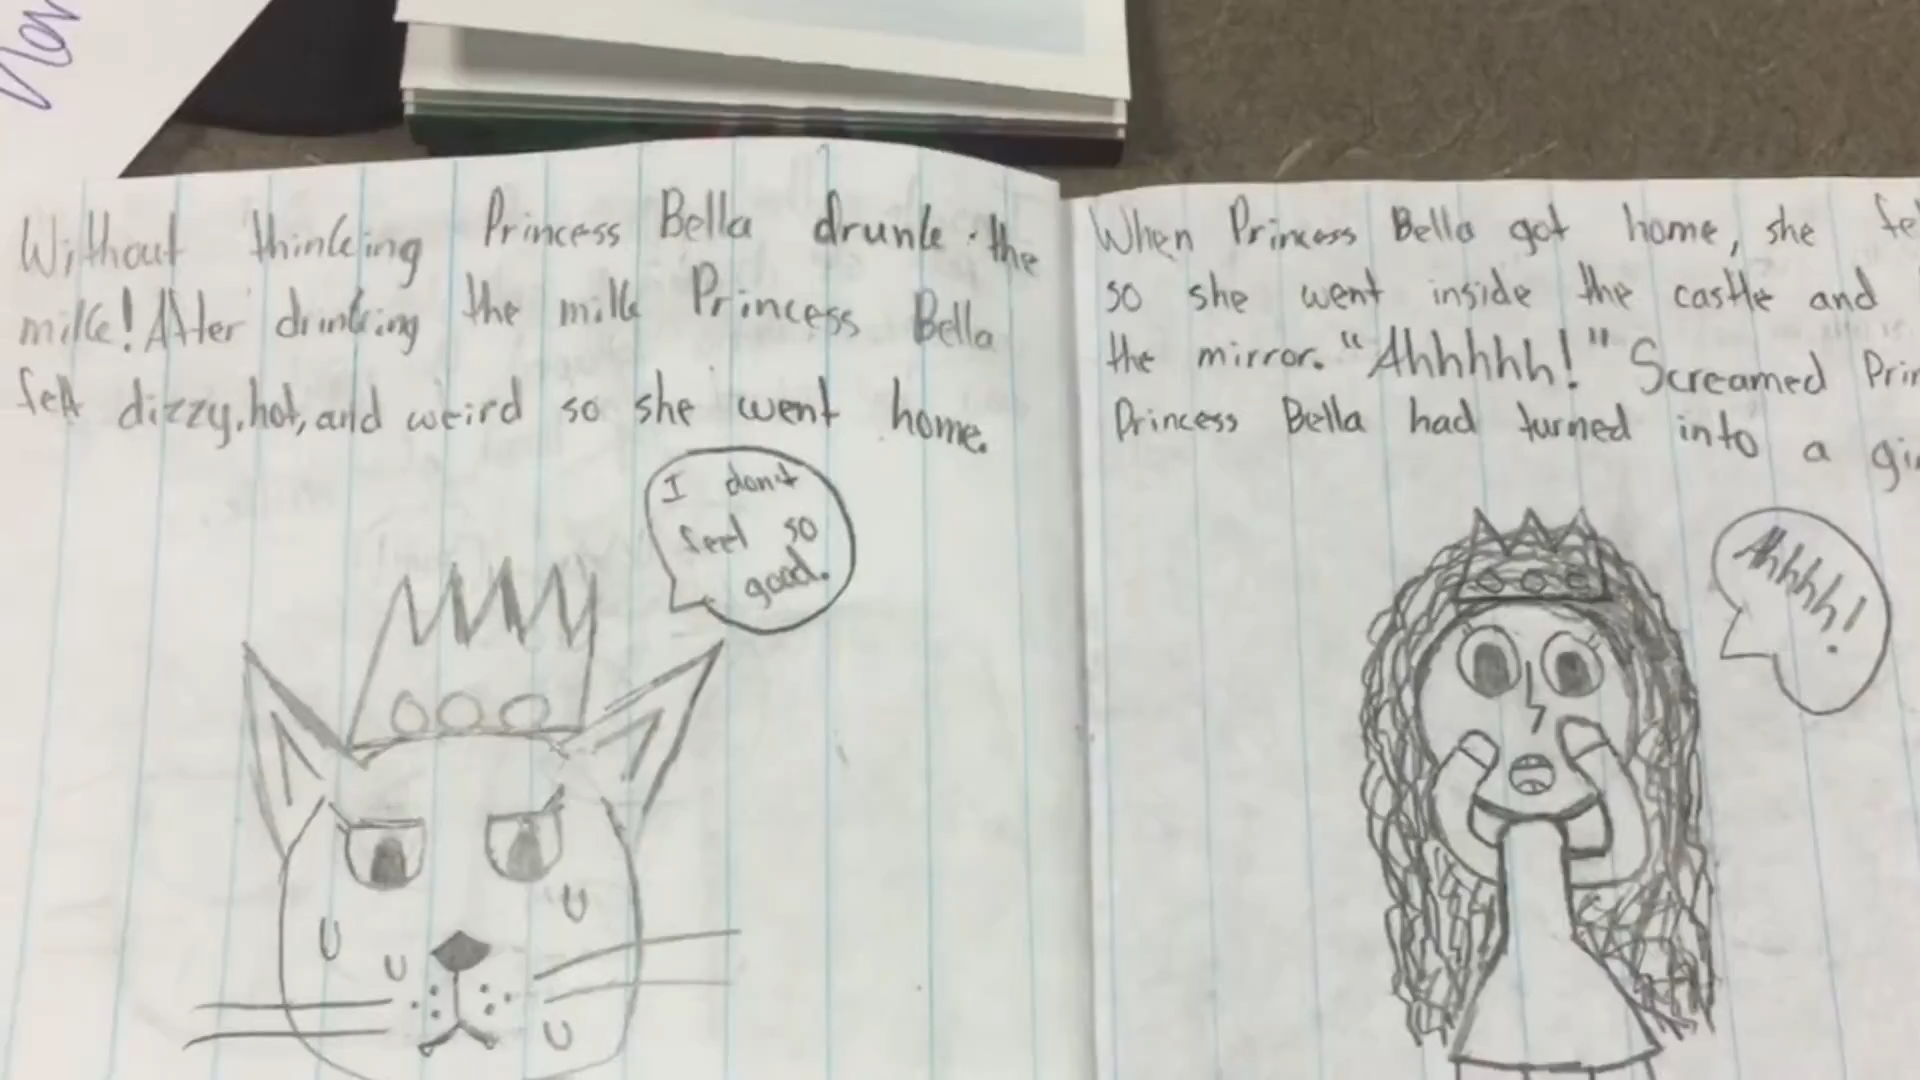 Without thinking Princess Bella drunk the
milk! After drinking the milk Princess Bella
felt dizzy, hot, and weird so she went home.
I don't
feel so
good.
When Princess Bella got home, she
so she went inside the castle and
the mirror. "Ahhhhh!" Screamed
Princess Bella had turned into a
Ahhhh!